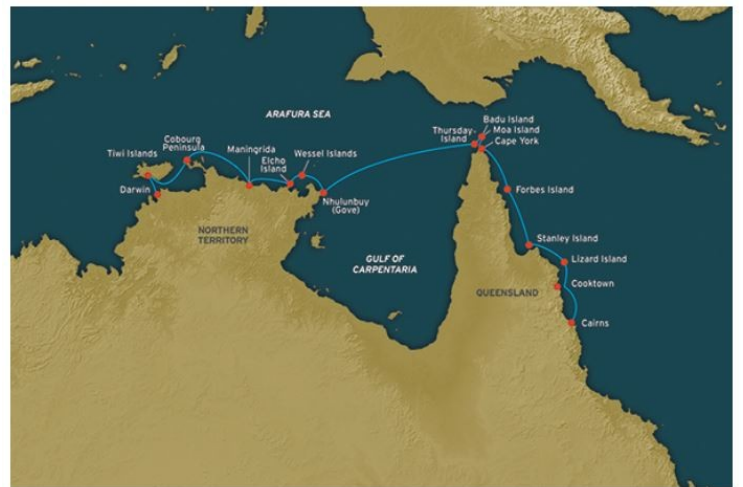 ARAFURA SEA
Badu Island
Moa Island
Thursday
Island
Cape York
Cobourg
Peninsula
Tiwi Islands
Maningrida
Elcho
Island
Wessel Islands
Darwin
Nhulunbuy
(Gove)
Forbes Island
NORTHERN
TERRITORY
Stanley Island
GULF OF
CARPENTARIA
Lizard Island
Cooktown
QUEENSLAND
Cairns